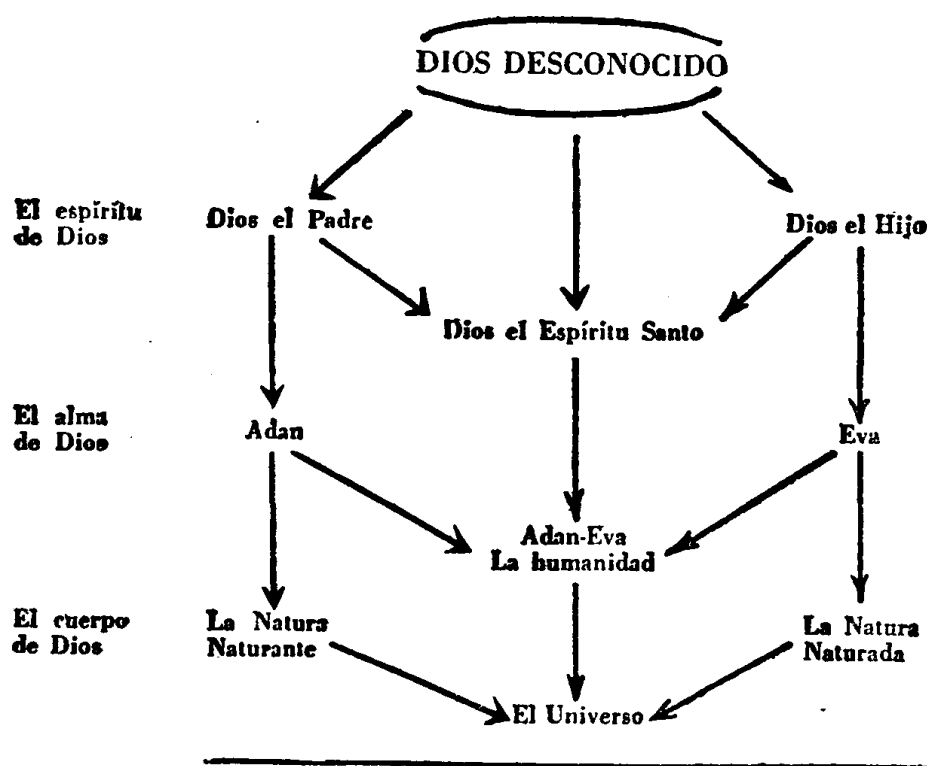 DIOS DESCONOCIDO
El espíritu
de Dios
Dios el Padre
Dios el Hijo
Dios el Espíritu Santo
El alma
de Dios
Adan
Eva
Adan-Eva
La humanidad
El cuerpo
de Dios
La Natura
Naturante
La Natura
Naturada
El Universo